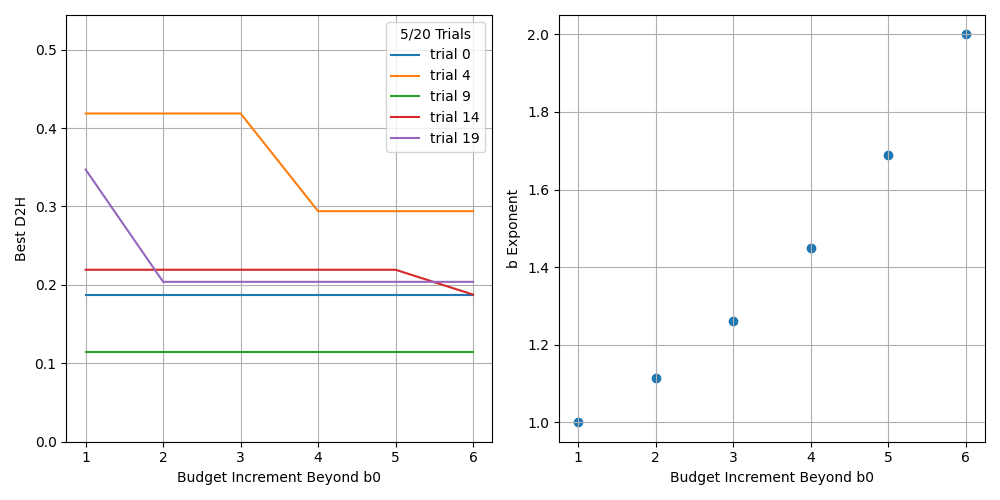 5/20 Trials
trial 0
trial 4
trial 9
trial 14
trial 19
Best D2H
0.5
0.4
0.3
0.2
0.1
0.0
1 2 3 4 5 6
Budget Increment Beyond b0
b Exponent
2.0
1.8
1.6
1.4
1.2
1.0
1 2 3 4 5 6
Budget Increment Beyond b0